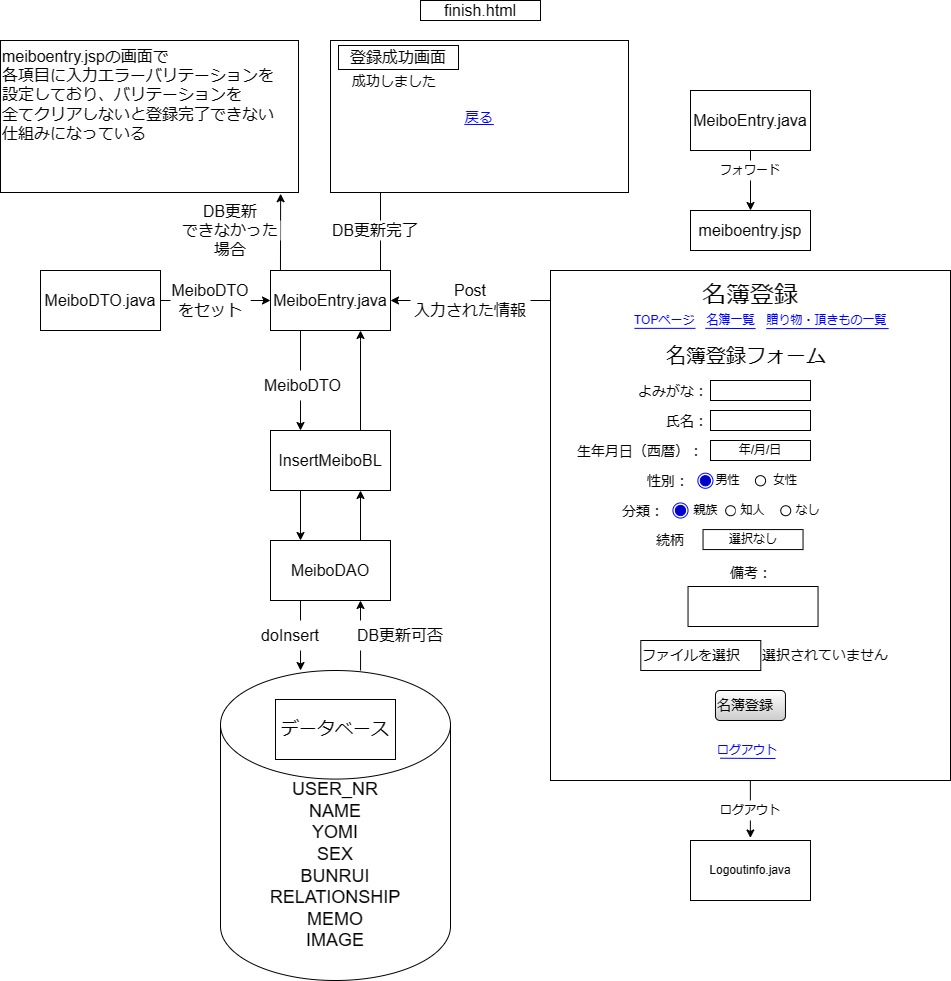 finish.html
meiboentry.jspの画面で
各項目に入力エラーバリテーションを
設定しており、バリテーションを
全てクリアしないと登録完了できない
仕組みになっている
登録成功画面
成功しました
戻る
MeiboEntry.java
フォワード
meiboentry.jsp
DB更新
できなかった
場合
DB更新完了
MeiboDTO.java
MeiboDTO
をセット
MeiboEntry.java
Post
入力された情報
名簿登録
TOPページ 名簿一覧 贈り物・頂きもの一覧
名簿登録フォーム
よみがな：
氏名：
生年月日（西暦）： 年/月/日
性別： 男性 女性
分類： 親族 知人 なし
続柄 選択なし
備考：
ファイルを選択 選択されていません
名簿登録
ログアウト
ログアウト
Logoutinfo.java
MeiboDTO
InsertMeiboBL
MeiboDAO
doInsert
DB更新可否
データベース
USER_NR
NAME
YOMI
SEX
BUNRUI
RELATIONSHIP
MEMO
IMAGE